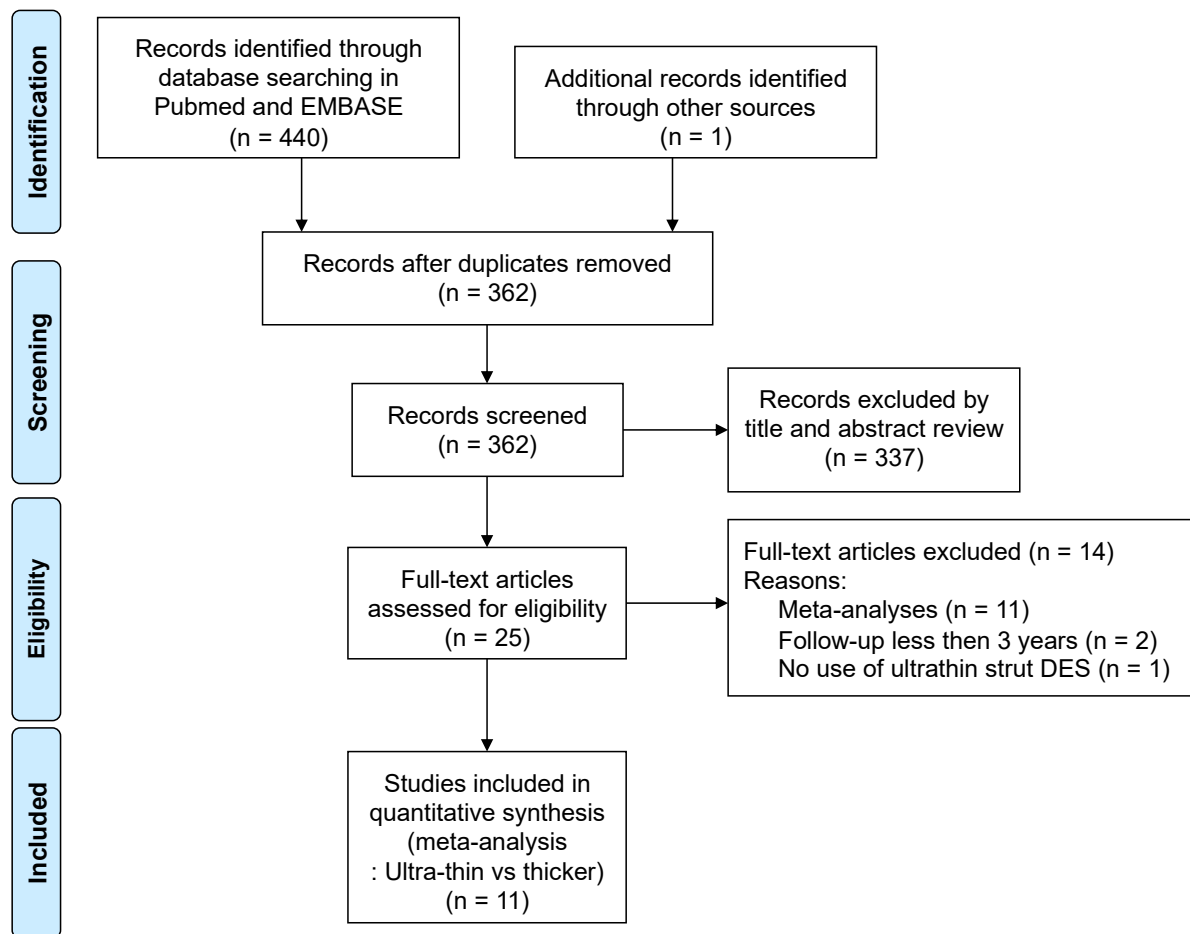 Identification
Records identified through
database searching in
Pubmed and EMBASE
(n = 440)
Additional records identified
through other sources
(n = 1)
Records after duplicates removed
(n = 362)
Screening
Records screened
(n = 362)
Records excluded by
title and abstract review
(n = 337)
Eligibility
Full-text articles
assessed for eligibility
(n = 25)
Full-text articles excluded (n = 14)
Reasons:
Meta-analyses (n = 11)
Follow-up less then 3 years (n = 2)
No use of ultrathin strut DES (n = 1)
Included
Studies included in
quantitative synthesis
(meta-analysis
: Ultra-thin vs thicker)
(n = 11)